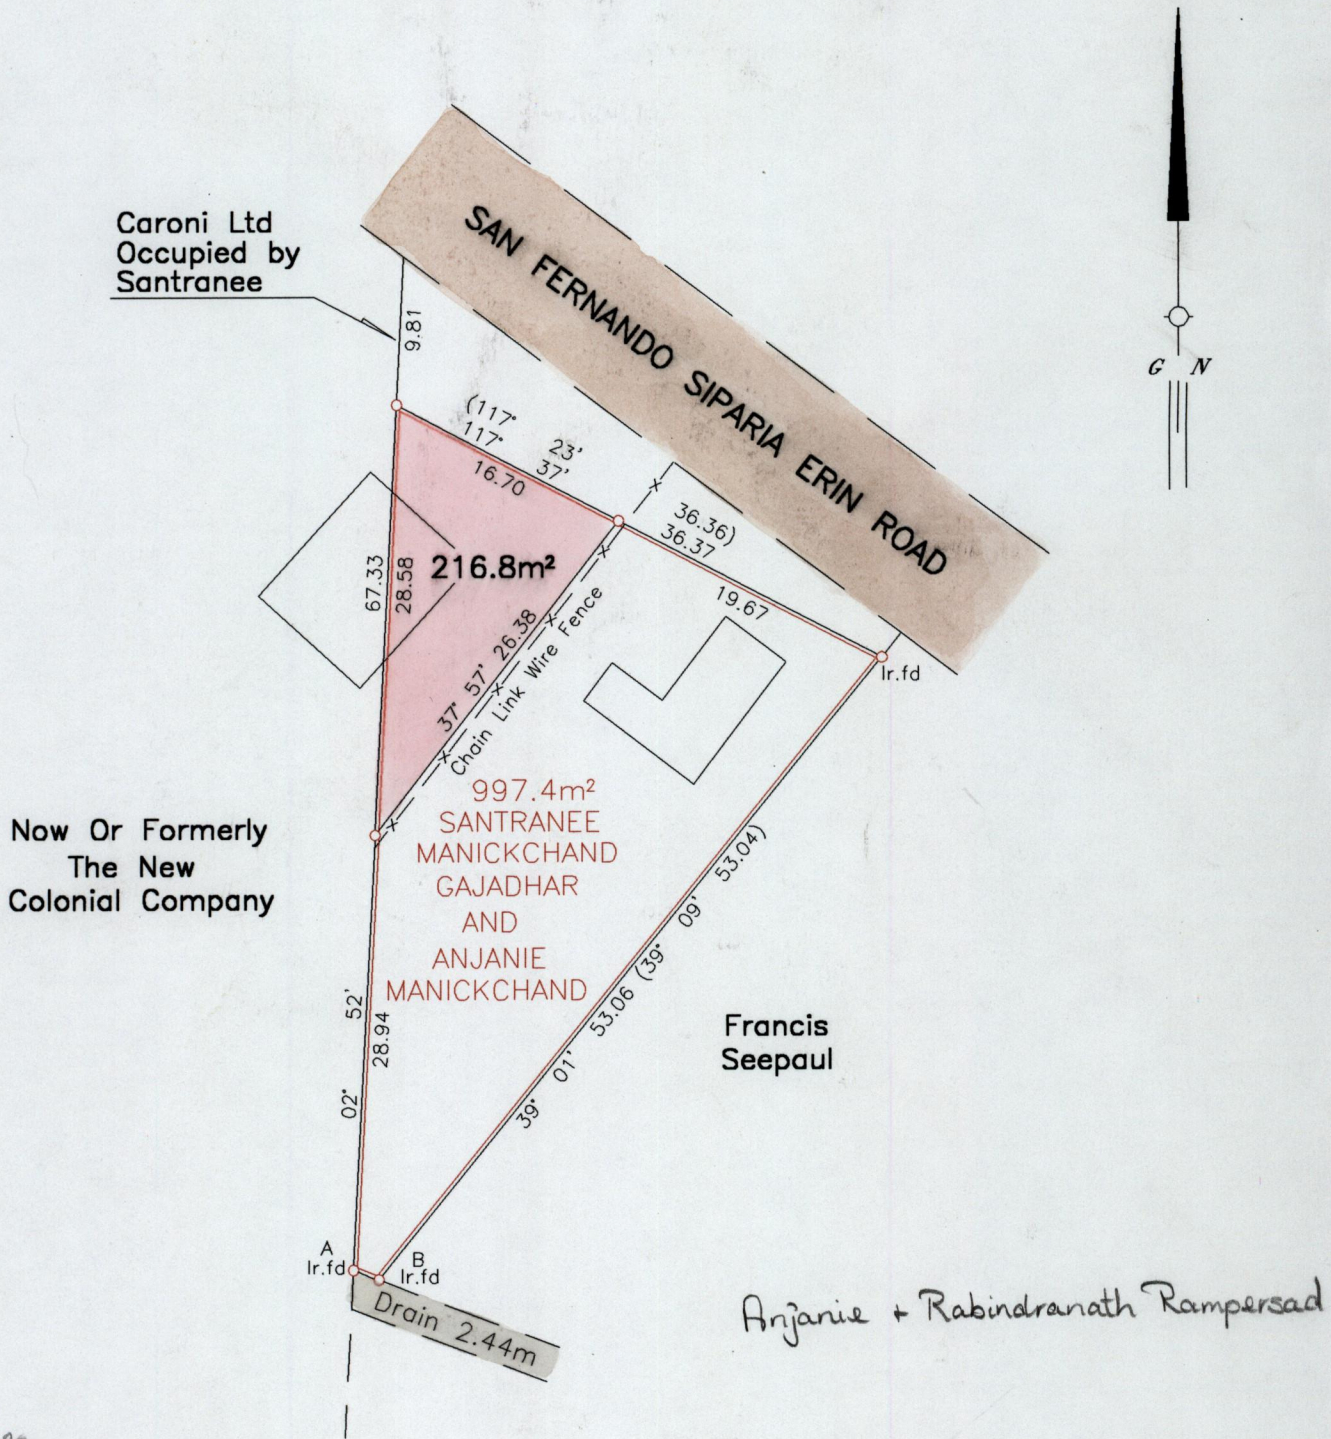 Caroni Ltd
Occupied by
Santranee
SAN FERNANDO SIPARIA ERIN ROAD
G N
9.81
(117° 23' 36.36)
117° 37' 36.37
16.70
19.67
Ir.fd
67.33
28.58
216.8m²
37° 57' 26.38
Chain Link Wire Fence
997.4m²
SANTRANEE
MANICKCHAND
GAJADHAR
AND
ANJANIE
MANICKCHAND
Now Or Formerly
The New
Colonial Company
02° 52'
28.94
39° 01' 53.06 (39° 09' 53.04)
Francis
Seepaul
A
Ir.fd
B
Ir.fd
Drain 2.44m
Anjanie + Rabindranath Rampersad